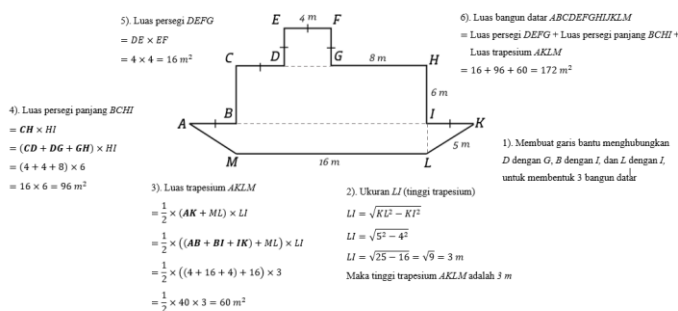 5). Luas persegi DEFG
= DE × EF
= 4 × 4 = 16 m²
E
4 m
F
D
G
C
8 m
H
6 m
A
B
I
K
5 m
M
16 m
L
6). Luas bangun datar ABCDEFGHIJKLM
= Luas persegi DEFG + Luas persegi panjang BCHI +
Luas trapesium AKLM
= 16 + 96 + 60 = 172 m²
4). Luas persegi panjang BCHI
= CH × HI
= (CD + DG + GH) × HI
= (4 + 4 + 8) × 6
= 16 × 6 = 96 m²
1). Membuat garis bantu menghubungkan
D dengan G, B dengan I, dan L dengan I,
untuk membentuk 3 bangun datar
3). Luas trapesium AKLM
= 1/2 × (AK + ML) × LI
= 1/2 × ((AB + BI + IK) + ML) × LI
= 1/2 × ((4 + 16 + 4) + 16) × 3
= 1/2 × 40 × 3 = 60 m²
2). Ukuran LI (tinggi trapesium)
LI = √(KL² − KI²)
LI = √(5² − 4²)
LI = √(25 − 16) = √9 = 3 m
Maka tinggi trapesium AKLM adalah 3 m